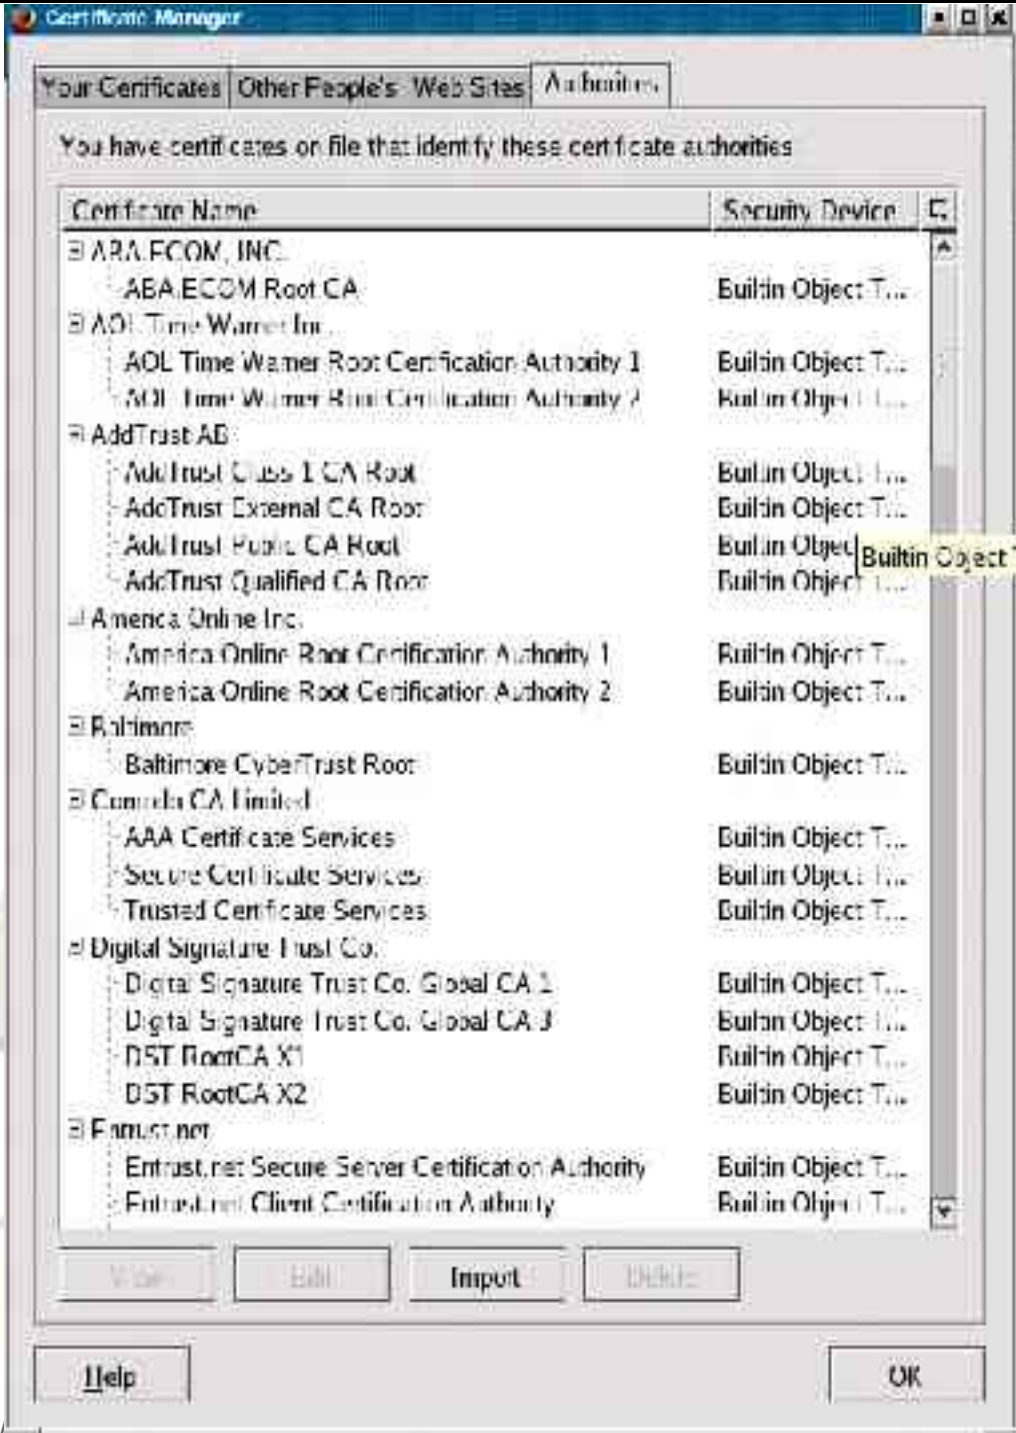 Certificate Manager
Your Certificates Other People's Web Sites Authorities
You have certificates on file that identify these certificate authorities
Certificate Name Security Device
ABA.ECOM, INC.
ABA.ECOM Root CA Builtin Object T...
AOL Time Warner Inc.
AOL Time Warner Root Certification Authority 1 Builtin Object T...
AOL Time Warner Root Certification Authority 2 Builtin Object T...
AddTrust AB
AddTrust Class 1 CA Root Builtin Object T...
AddTrust External CA Root Builtin Object T...
AddTrust Public CA Root Builtin Objec Builtin Object T
AddTrust Qualified CA Root Builtin Object T...
America Online Inc.
America Online Root Certification Authority 1 Builtin Object T...
America Online Root Certification Authority 2 Builtin Object T...
Baltimore
Baltimore CyberTrust Root Builtin Object T...
Comodo CA Limited
AAA Certificate Services Builtin Object T...
Secure Certificate Services Builtin Object T...
Trusted Certificate Services Builtin Object T...
Digital Signature Trust Co.
Digital Signature Trust Co. Global CA 1 Builtin Object T...
Digital Signature Trust Co. Global CA 3 Builtin Object T...
DST RootCA X1 Builtin Object T...
DST RootCA X2 Builtin Object T...
Entrust.net
Entrust.net Secure Server Certification Authority Builtin Object T...
Entrust.net Client Certification Authority Builtin Object T...
View Edit Import Delete
Help OK